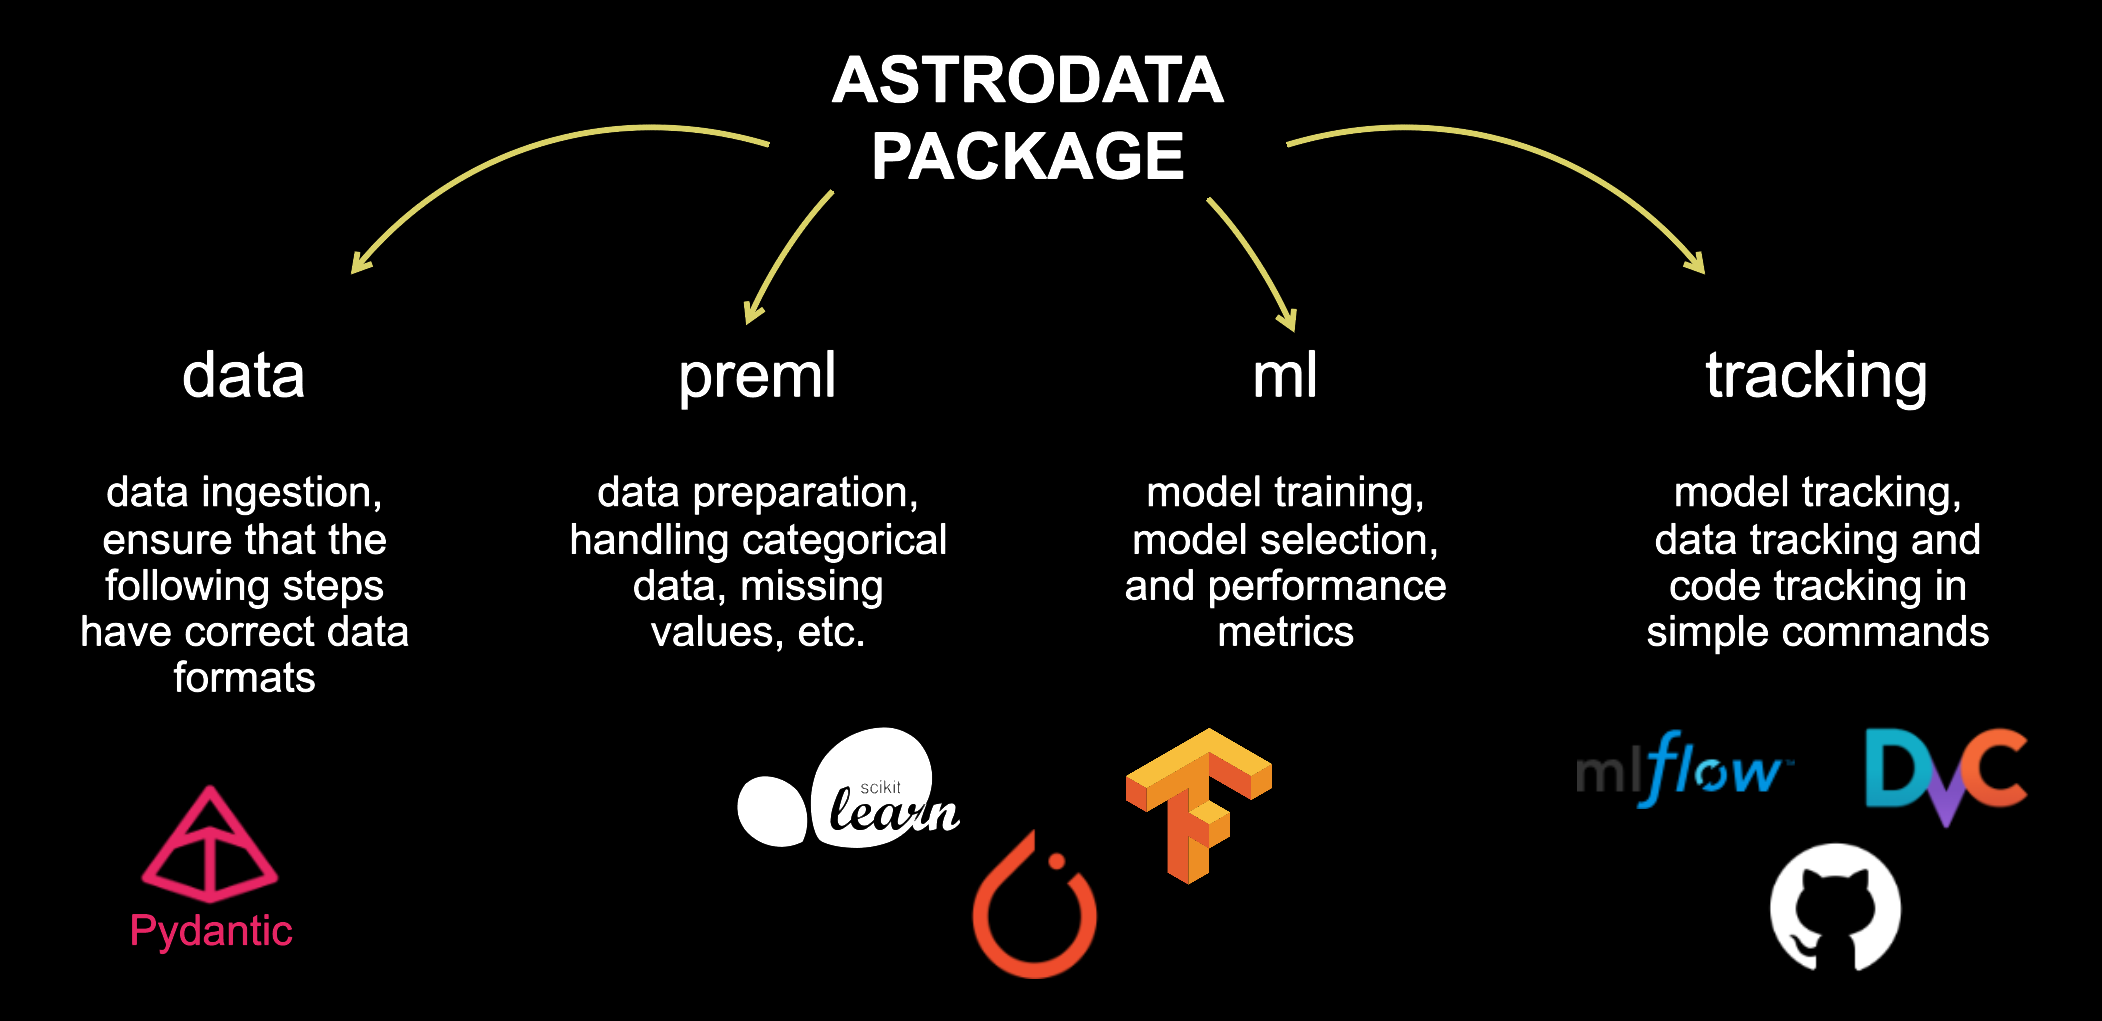 ASTRODATA
PACKAGE
data
preml
ml
tracking
data ingestion,
ensure that the
following steps
have correct data
formats
data preparation,
handling categorical
data, missing
values, etc.
model training,
model selection,
and performance
metrics
model tracking,
data tracking and
code tracking in
simple commands
Pydantic
scikit
learn
TF
mlflow™
DVC